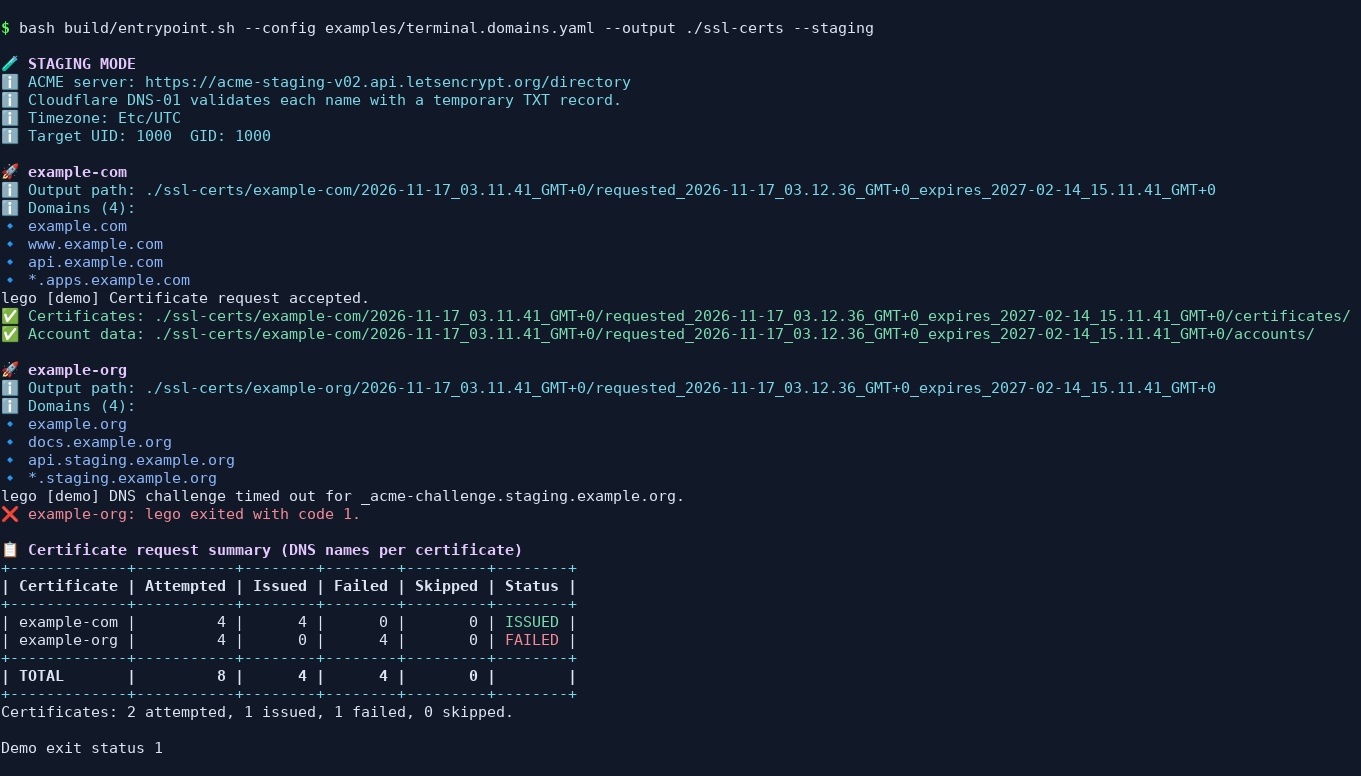 $ bash build/entrypoint.sh --config examples/terminal.domains.yaml --output ./ssl-certs --staging
🧪 STAGING MODE
ℹ️ ACME server: https://acme-staging-v02.api.letsencrypt.org/directory
ℹ️ Cloudflare DNS-01 validates each name with a temporary TXT record.
ℹ️ Timezone: Etc/UTC
ℹ️ Target UID: 1000  GID: 1000
🚀 example-com
ℹ️ Output path: ./ssl-certs/example-com/2026-11-17_03.11.41_GMT+0/requested_2026-11-17_03.12.36_GMT+0_expires_2027-02-14_15.11.41_GMT+0
ℹ️ Domains (4):
🔹 example.com
🔹 www.example.com
🔹 api.example.com
🔹 *.apps.example.com
lego [demo] Certificate request accepted.
✅ Certificates: ./ssl-certs/example-com/2026-11-17_03.11.41_GMT+0/requested_2026-11-17_03.12.36_GMT+0_expires_2027-02-14_15.11.41_GMT+0/certificates/
✅ Account data: ./ssl-certs/example-com/2026-11-17_03.11.41_GMT+0/requested_2026-11-17_03.12.36_GMT+0_expires_2027-02-14_15.11.41_GMT+0/accounts/
🚀 example-org
ℹ️ Output path: ./ssl-certs/example-org/2026-11-17_03.11.41_GMT+0/requested_2026-11-17_03.12.36_GMT+0_expires_2027-02-14_15.11.41_GMT+0
ℹ️ Domains (4):
🔹 example.org
🔹 docs.example.org
🔹 api.staging.example.org
🔹 *.staging.example.org
lego [demo] DNS challenge timed out for _acme-challenge.staging.example.org.
❌ example-org: lego exited with code 1.
📋 Certificate request summary (DNS names per certificate)
+-------------+-----------+--------+--------+---------+--------+
| Certificate | Attempted | Issued | Failed | Skipped | Status |
+-------------+-----------+--------+--------+---------+--------+
| example-com |         4 |      4 |      0 |       0 | ISSUED |
| example-org |         4 |      0 |      4 |       0 | FAILED |
+-------------+-----------+--------+--------+---------+--------+
| TOTAL       |         8 |      4 |      4 |       0 |        |
+-------------+-----------+--------+--------+---------+--------+
Certificates: 2 attempted, 1 issued, 1 failed, 0 skipped.
Demo exit status 1